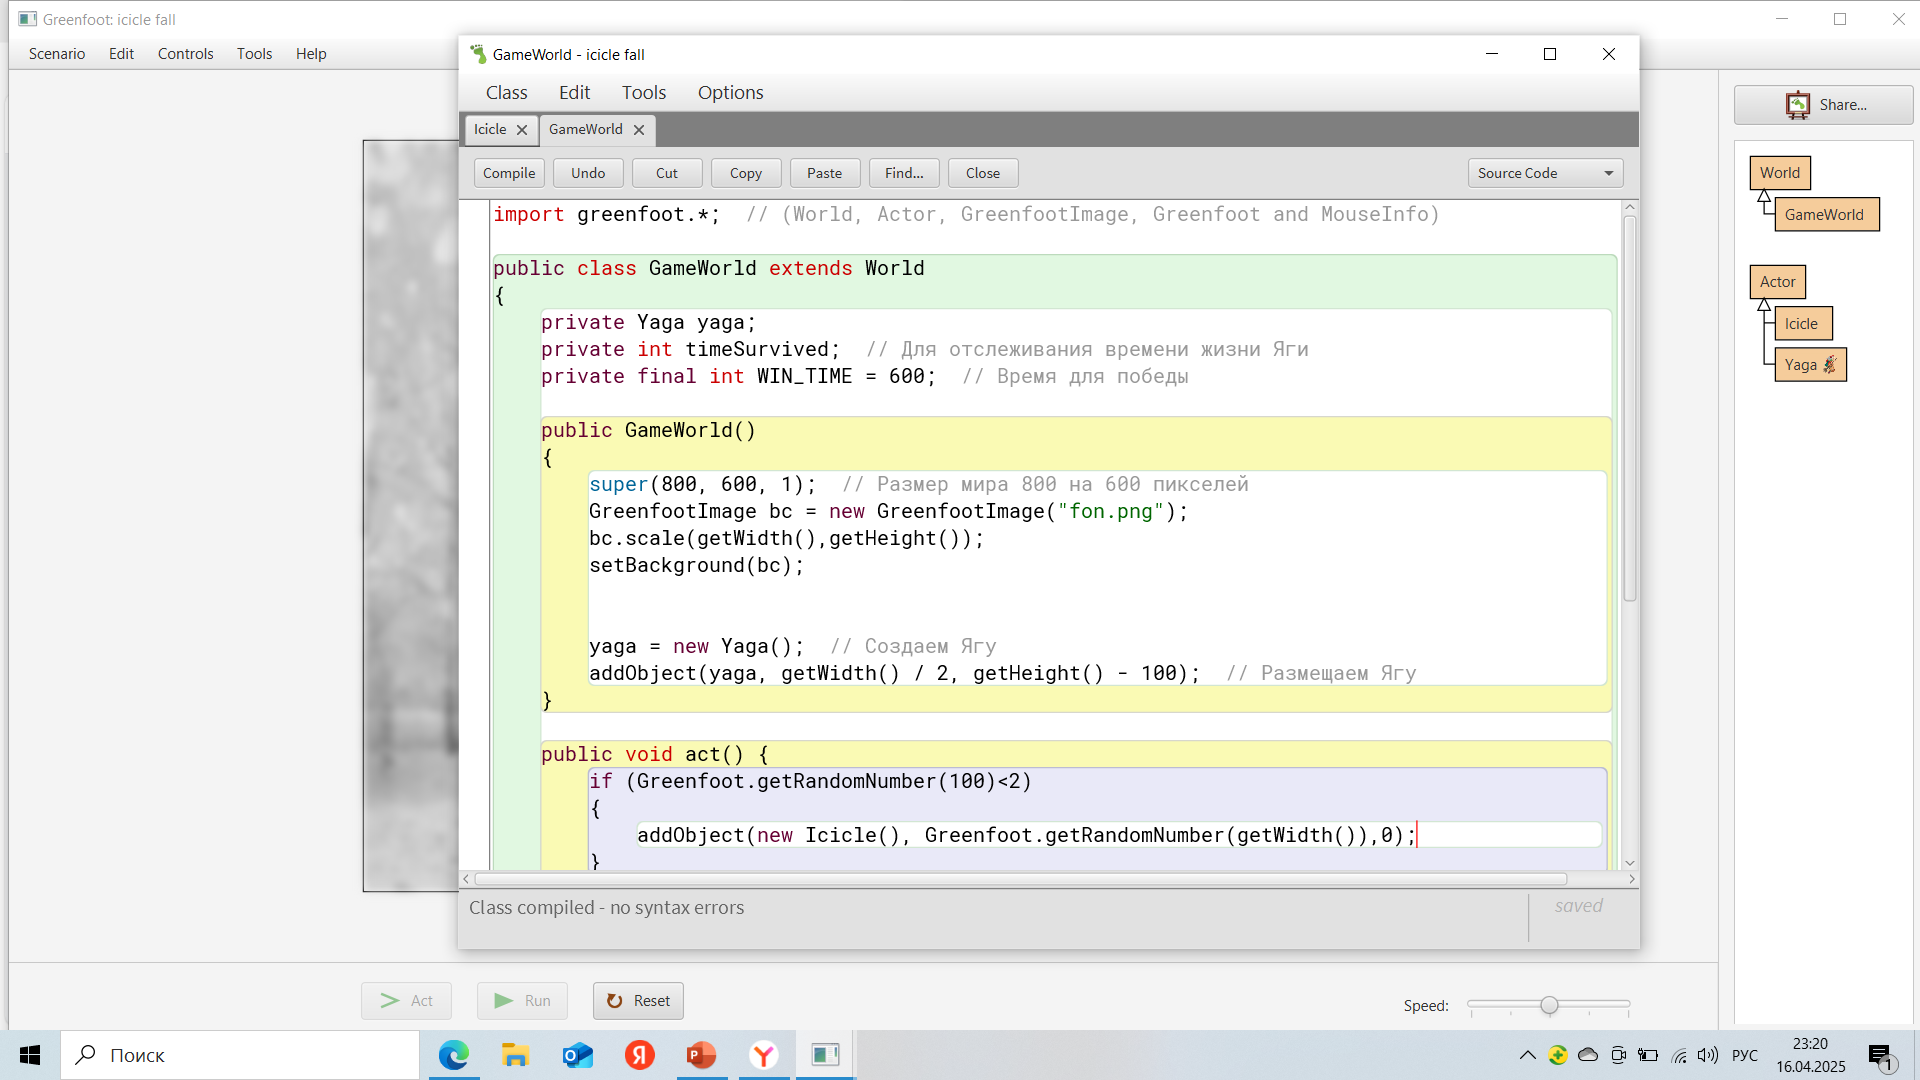 Greenfoot: icicle fall
Scenario Edit Controls Tools Help
GameWorld - icicle fall
Class Edit Tools Options
Icicle GameWorld
Compile Undo Cut Copy Paste Find... Close Source Code
import greenfoot.*;  // (World, Actor, GreenfootImage, Greenfoot and MouseInfo)
public class GameWorld extends World
{
private Yaga yaga;
private int timeSurvived;  // Для отслеживания времени жизни Яги
private final int WIN_TIME = 600;  // Время для победы
public GameWorld()
{
super(800, 600, 1);  // Размер мира 800 на 600 пикселей
GreenfootImage bc = new GreenfootImage("fon.png");
bc.scale(getWidth(),getHeight());
setBackground(bc);
yaga = new Yaga();  // Создаем Ягу
addObject(yaga, getWidth() / 2, getHeight() - 100);  // Размещаем Ягу
}
public void act() {
if (Greenfoot.getRandomNumber(100)<2)
{
addObject(new Icicle(), Greenfoot.getRandomNumber(getWidth()),0);
}
Class compiled - no syntax errors
saved
Share...
World
GameWorld
Actor
Icicle
Yaga
Act Run Reset
Speed:
Поиск
РУС
23:20
16.04.2025
1